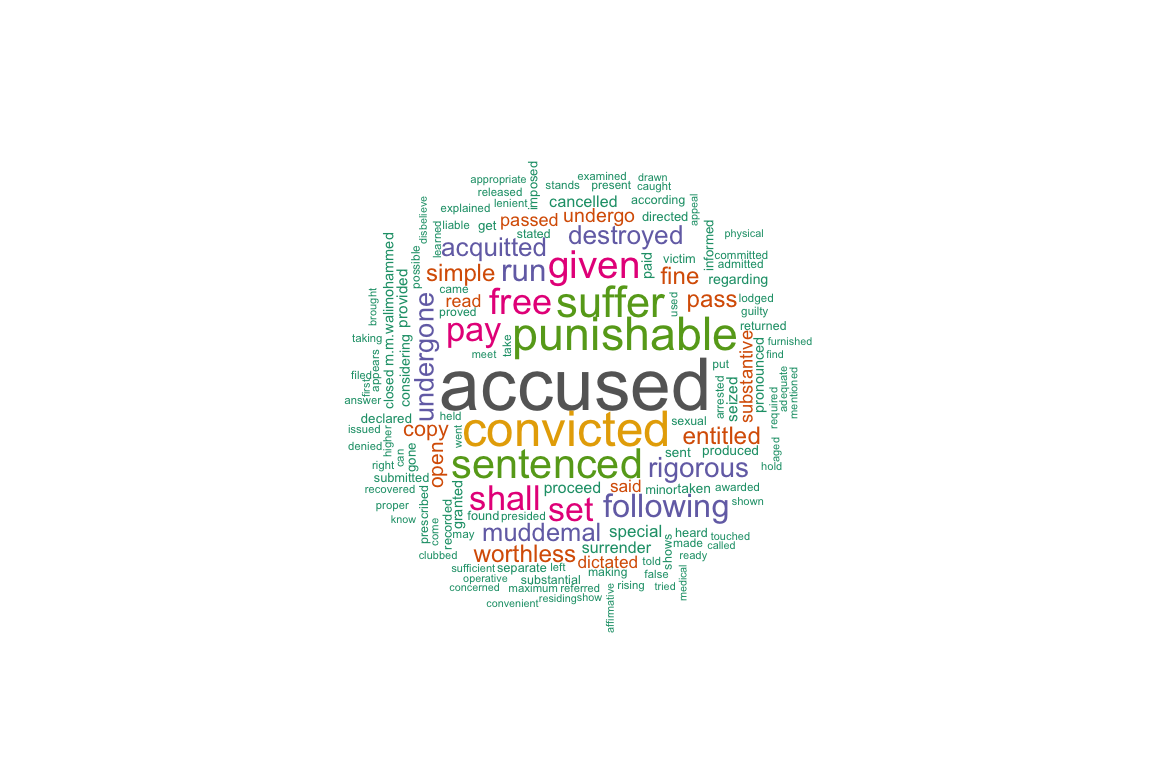 accused
convicted
punishable
sentenced
suffer
given
free
pay
shall
set
following
rigorous
muddemal
undergone
run
acquitted
destroyed
worthless
entitled
substantive
pass
fine
simple
passed
undergo
read
copy
open
said
dictated
special
surrender
proceed
taken
minor
granted
found
presided
may
recorded
come
prescribed
clubbed
sufficient
separate
left
operative
substantial
concerned
maximum
referred
convenient
residing
show
affirmative
making
told
false
rising
tried
medical
shows
ready
heard
made
called
touched
shown
awarded
sent
produced
sexual
hold
aged
required
adequate
mentioned
find
furnished
returned
pronounced
seized
arrested
put
guilty
lodged
used
regarding
admitted
committed
physical
informed
victim
paid
directed
appeal
according
cancelled
caught
drawn
present
examined
stands
imposed
appropriate
released
lenient
explained
liable
get
stated
learned
disbelieve
possible
came
proved
provided
considering
m.m.walimohammed
closed
brought
taking
appears
first
filed
answer
declared
issued
denied
higher
can
gone
right
submitted
recovered
proper
know
held
went
meet
take